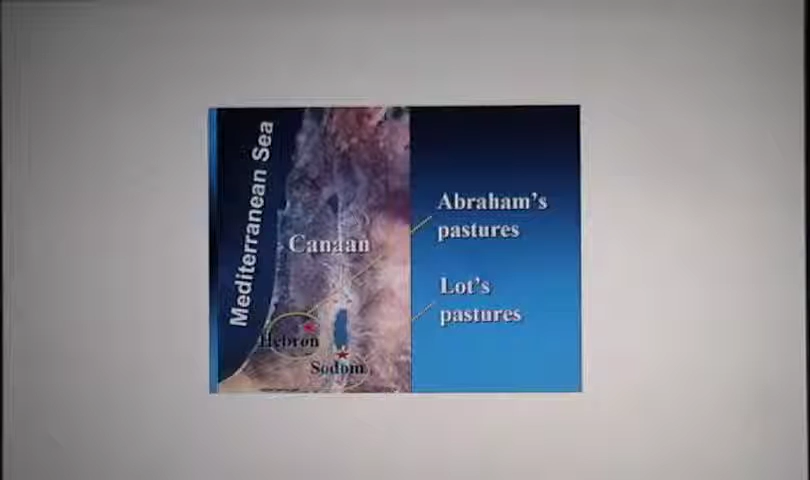 Mediterranean Sea
Canaan
Hebron
Sodom
Abraham's
pastures
Lot's
pastures